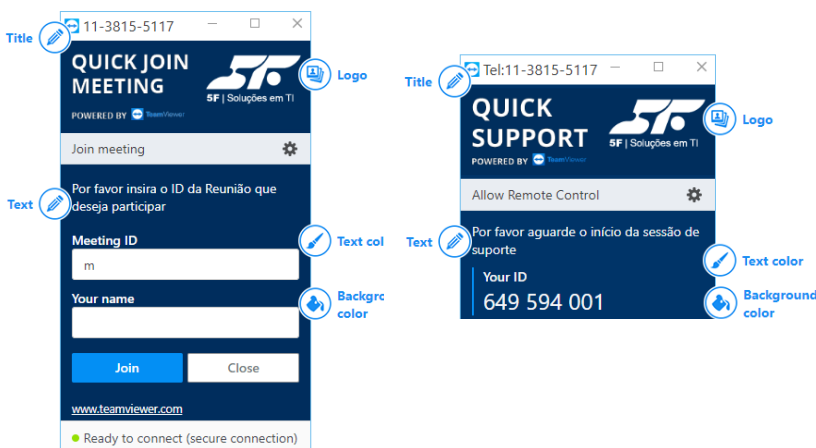 Title
11-3815-5117
QUICK JOIN
MEETING
POWERED BY TeamViewer
5F | Soluções em TI
Logo
Join meeting
Text
Por favor insira o ID da Reunião que
deseja participar
Meeting ID
m
Text col
Your name
Backgro
color
Join
Close
www.teamviewer.com
Ready to connect (secure connection)
Title
Tel:11-3815-5117
QUICK
SUPPORT
POWERED BY TeamViewer
5F | Soluções em TI
Logo
Allow Remote Control
Text
Por favor aguarde o início da sessão de
suporte
Text color
Your ID
649 594 001
Background
color